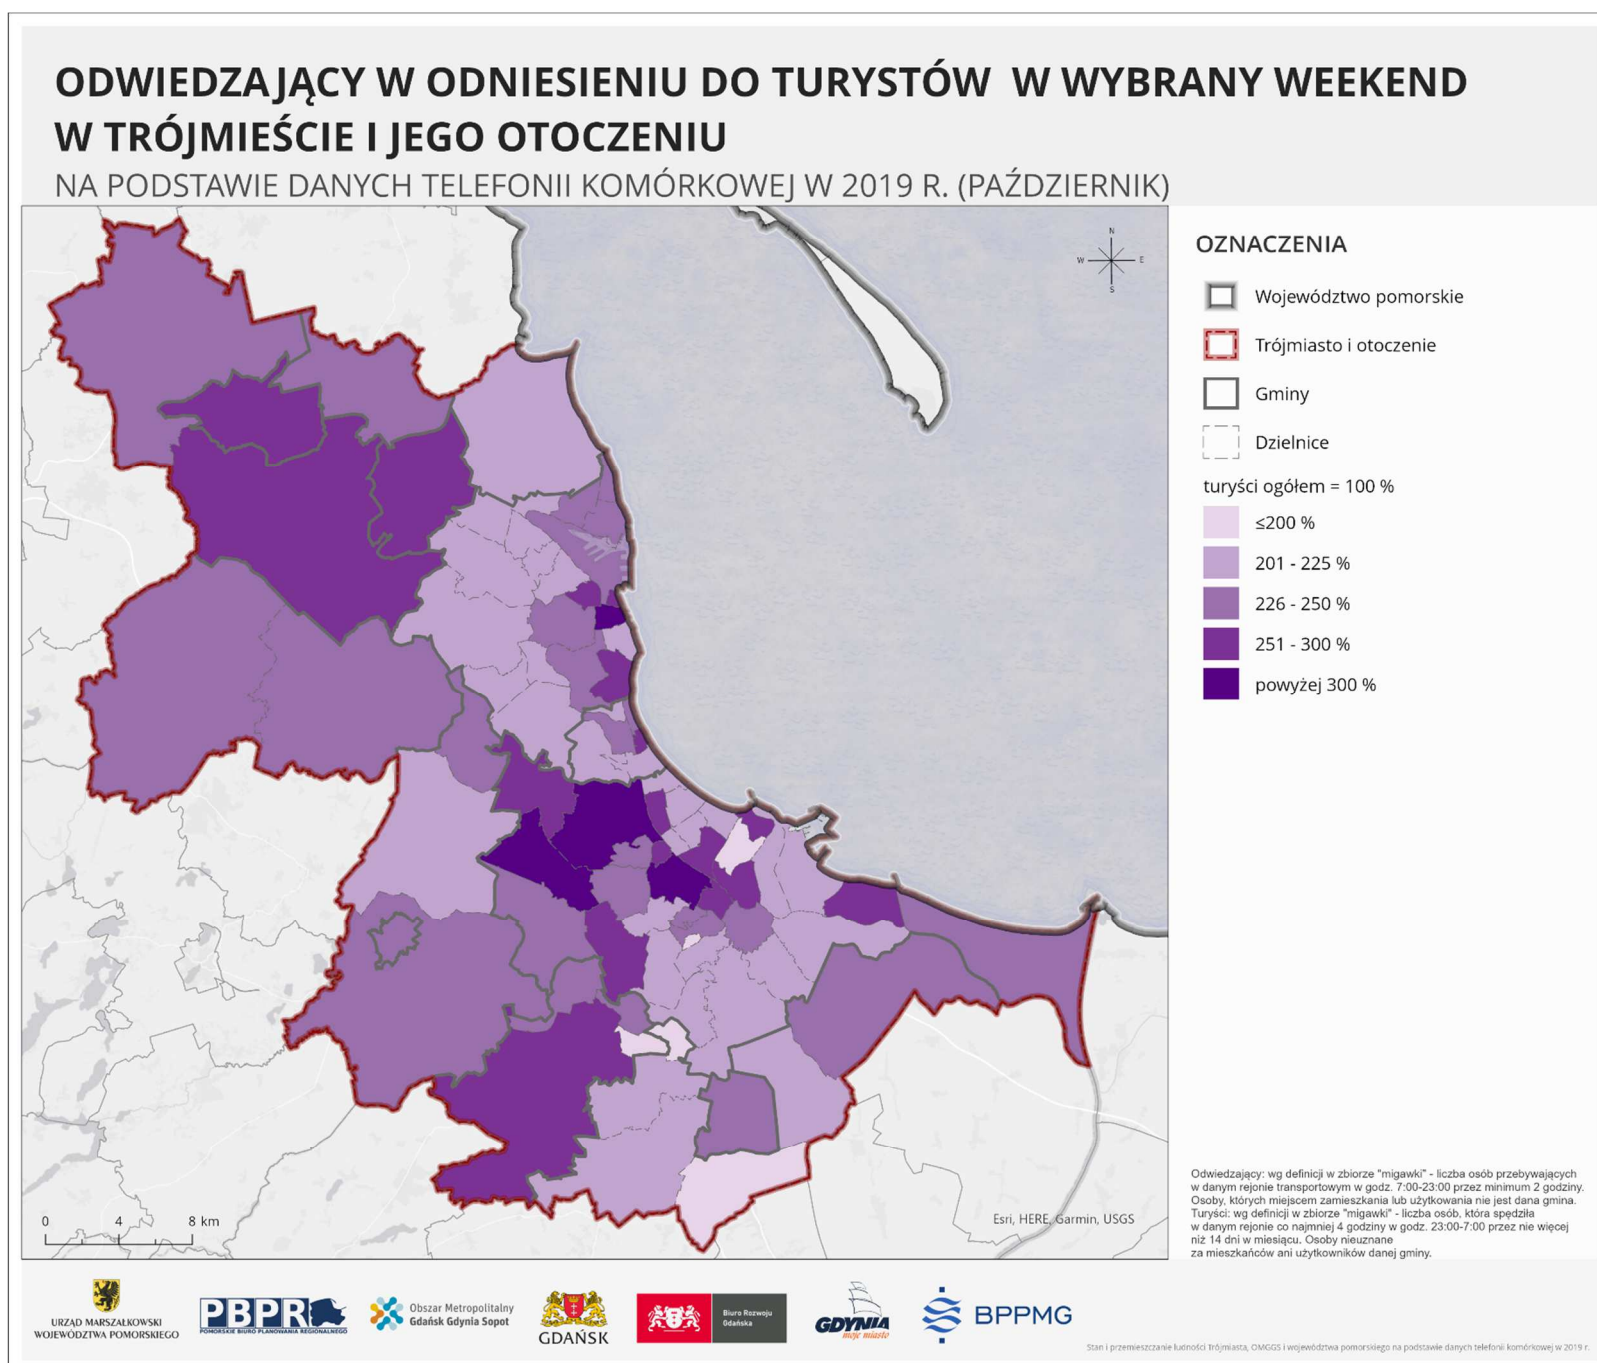 ODWIEDZAJĄCY W ODNIESIENIU DO TURYSTÓW W WYBRANY WEEKEND
W TRÓJMIEŚCIE I JEGO OTOCZENIU
NA PODSTAWIE DANYCH TELEFONII KOMÓRKOWEJ W 2019 R. (PAŹDZIERNIK)
N
W E
S
OZNACZENIA
Województwo pomorskie
Trójmiasto i otoczenie
Gminy
Dzielnice
turyści ogółem = 100 %
≤200 %
201 - 225 %
226 - 250 %
251 - 300 %
powyżej 300 %
Odwiedzający: wg definicji w zbiorze "migawki" - liczba osób przebywających
w danym rejonie transportowym w godz. 7:00-23:00 przez minimum 2 godziny.
Osoby, których miejscem zamieszkania lub użytkowania nie jest dana gmina.
Turyści: wg definicji w zbiorze "migawki" - liczba osób, która spędziła
w danym rejonie co najmniej 4 godziny w godz. 23:00-7:00 przez nie więcej
niż 14 dni w miesiącu. Osoby nieuznane
za mieszkańców ani użytkowników danej gminy.
0 4 8 km
Esri, HERE, Garmin, USGS
URZĄD MARSZAŁKOWSKI
WOJEWÓDZTWA POMORSKIEGO
PBPR
POMORSKIE BIURO PLANOWANIA REGIONALNEGO
Obszar Metropolitalny
Gdańsk Gdynia Sopot
GDAŃSK
Biuro Rozwoju
Gdańska
GDYNIA
moje miasto
BPPMG
Stan i przemieszczanie ludności Trójmiasta, OMGGS i województwa pomorskiego na podstawie danych telefonii komórkowej w 2019 r.